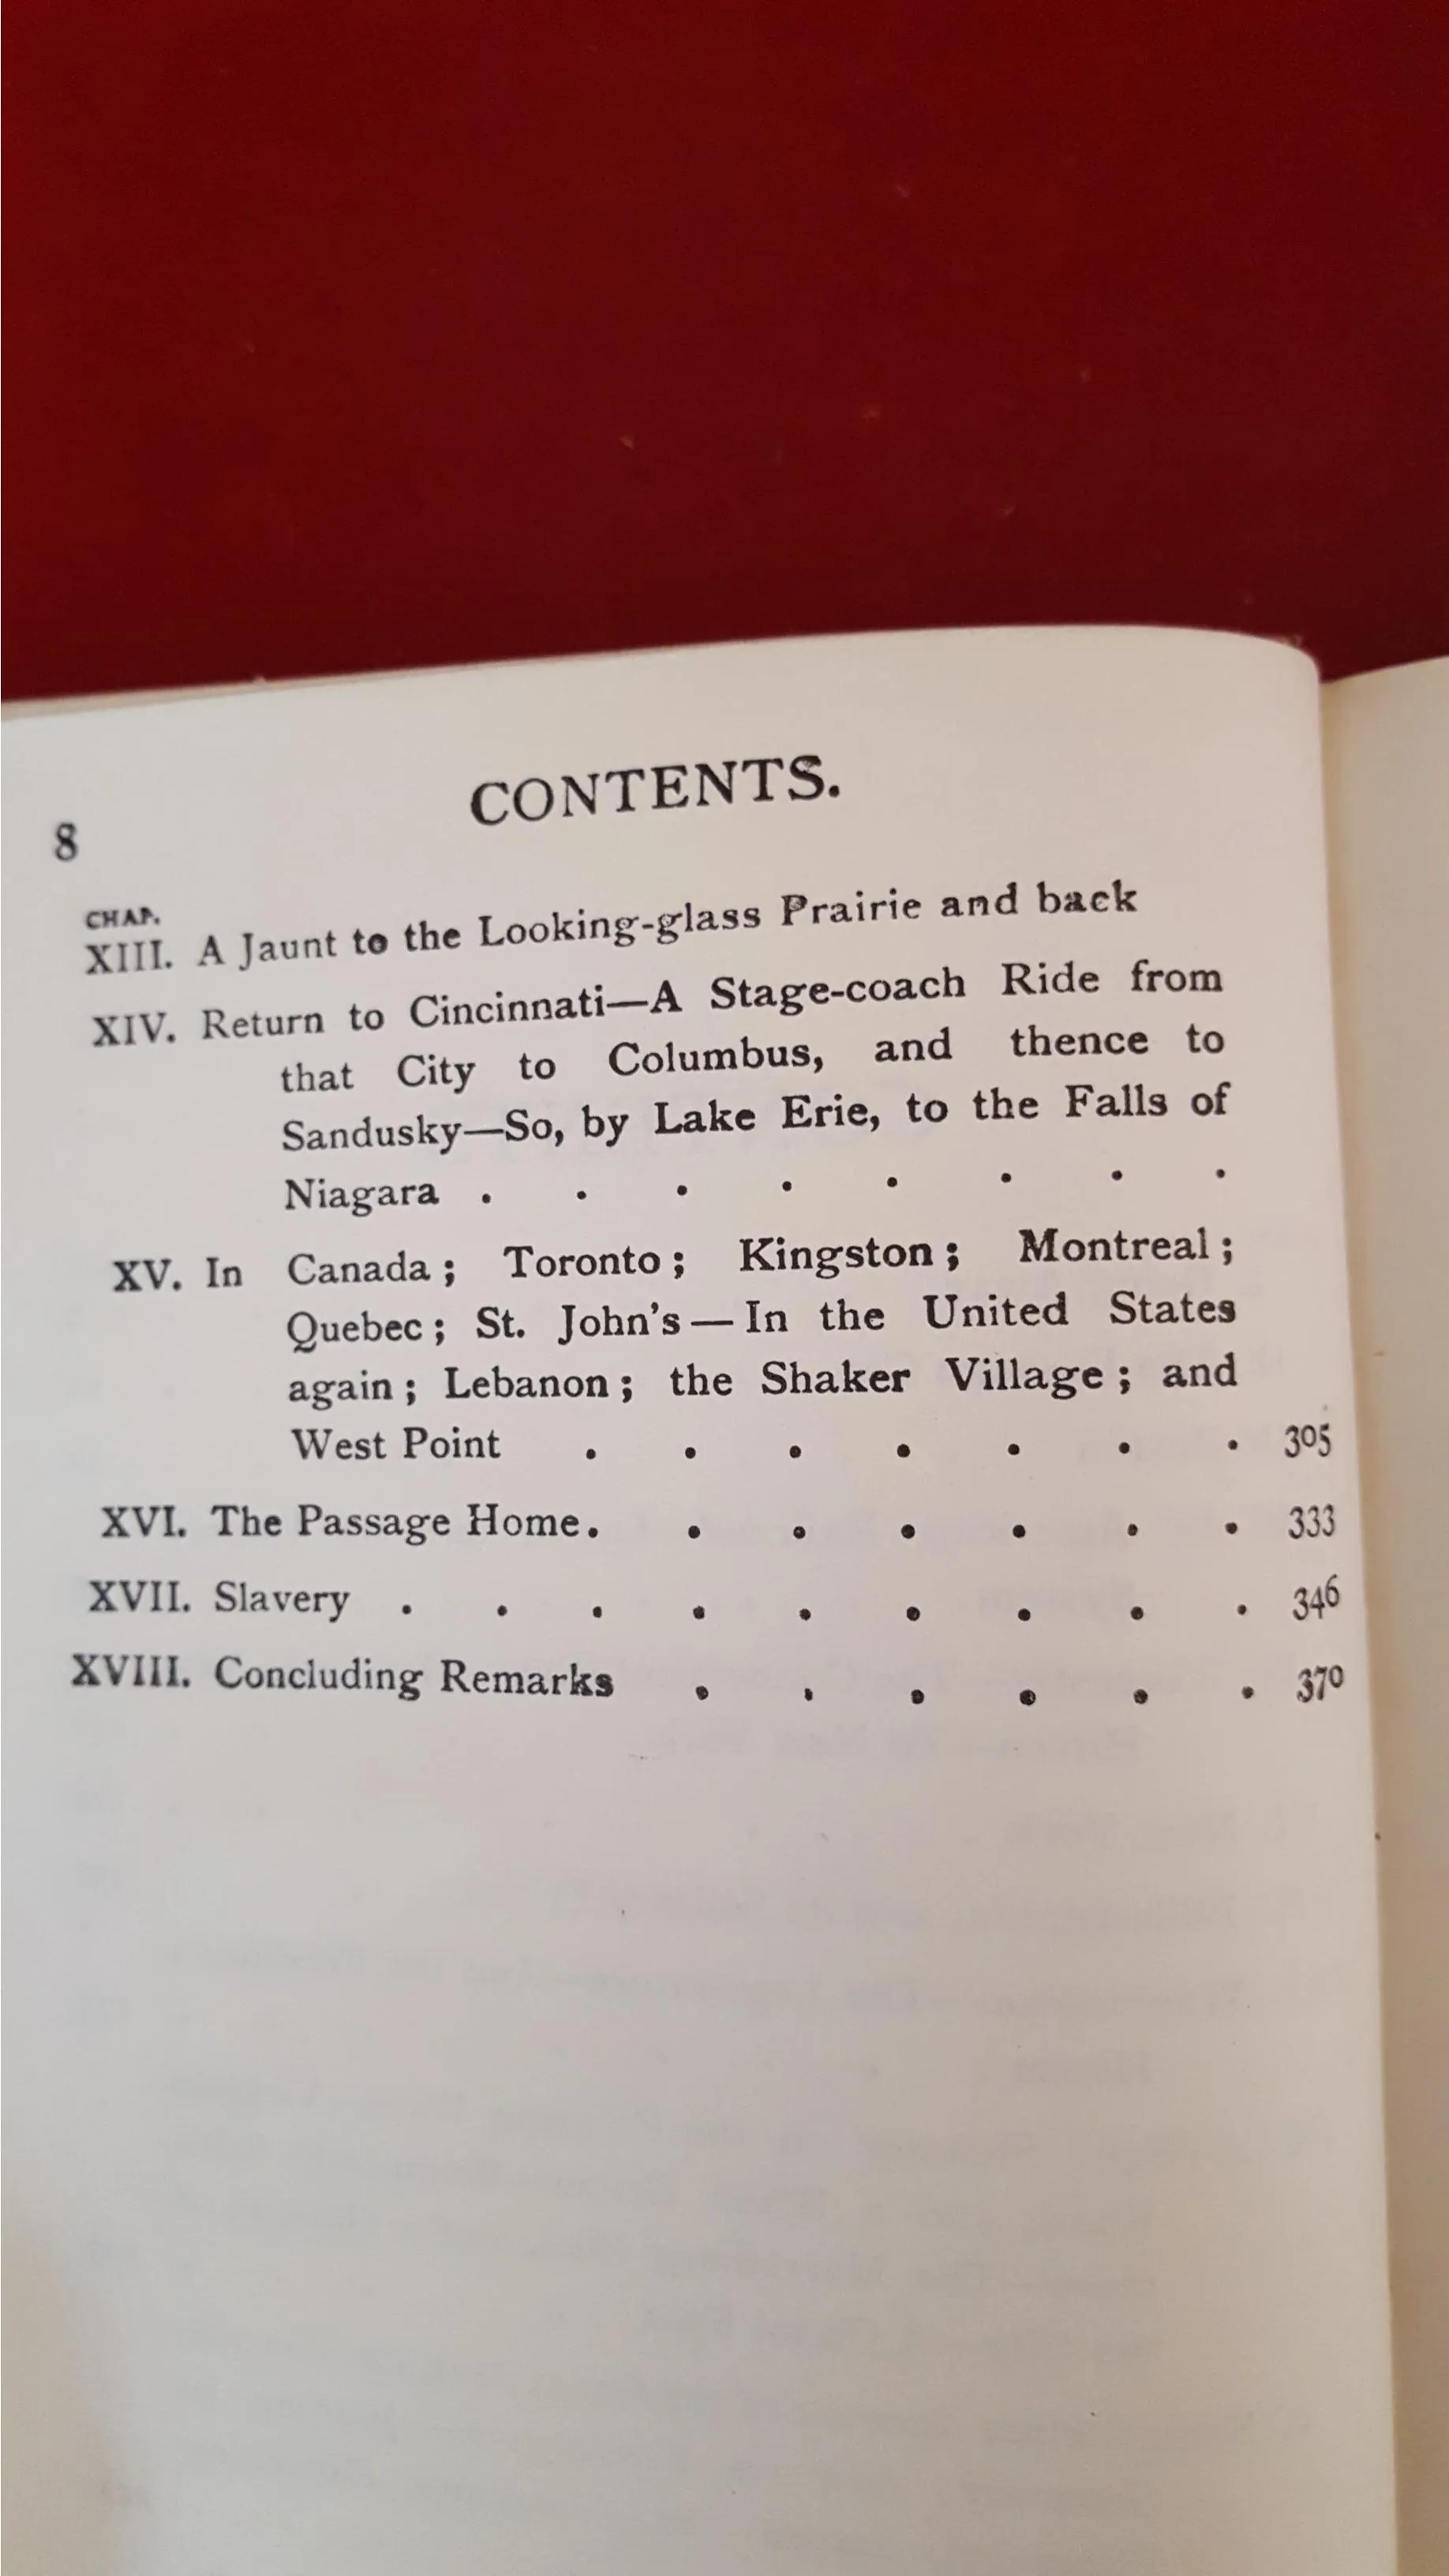 CONTENTS.
8
CHAP.
XIII. A Jaunt to the Looking-glass Prairie and back
XIV. Return to Cincinnati—A Stage-coach Ride from
that City to Columbus, and thence to
Sandusky—So, by Lake Erie, to the Falls of
Niagara . . . . . . . .
XV. In Canada; Toronto; Kingston; Montreal;
Quebec; St. John's—In the United States
again; Lebanon; the Shaker Village; and
West Point . . . . . . . 305
XVI. The Passage Home. . . . . . . 333
XVII. Slavery . . . . . . . . . 346
XVIII. Concluding Remarks . . . . . . 370